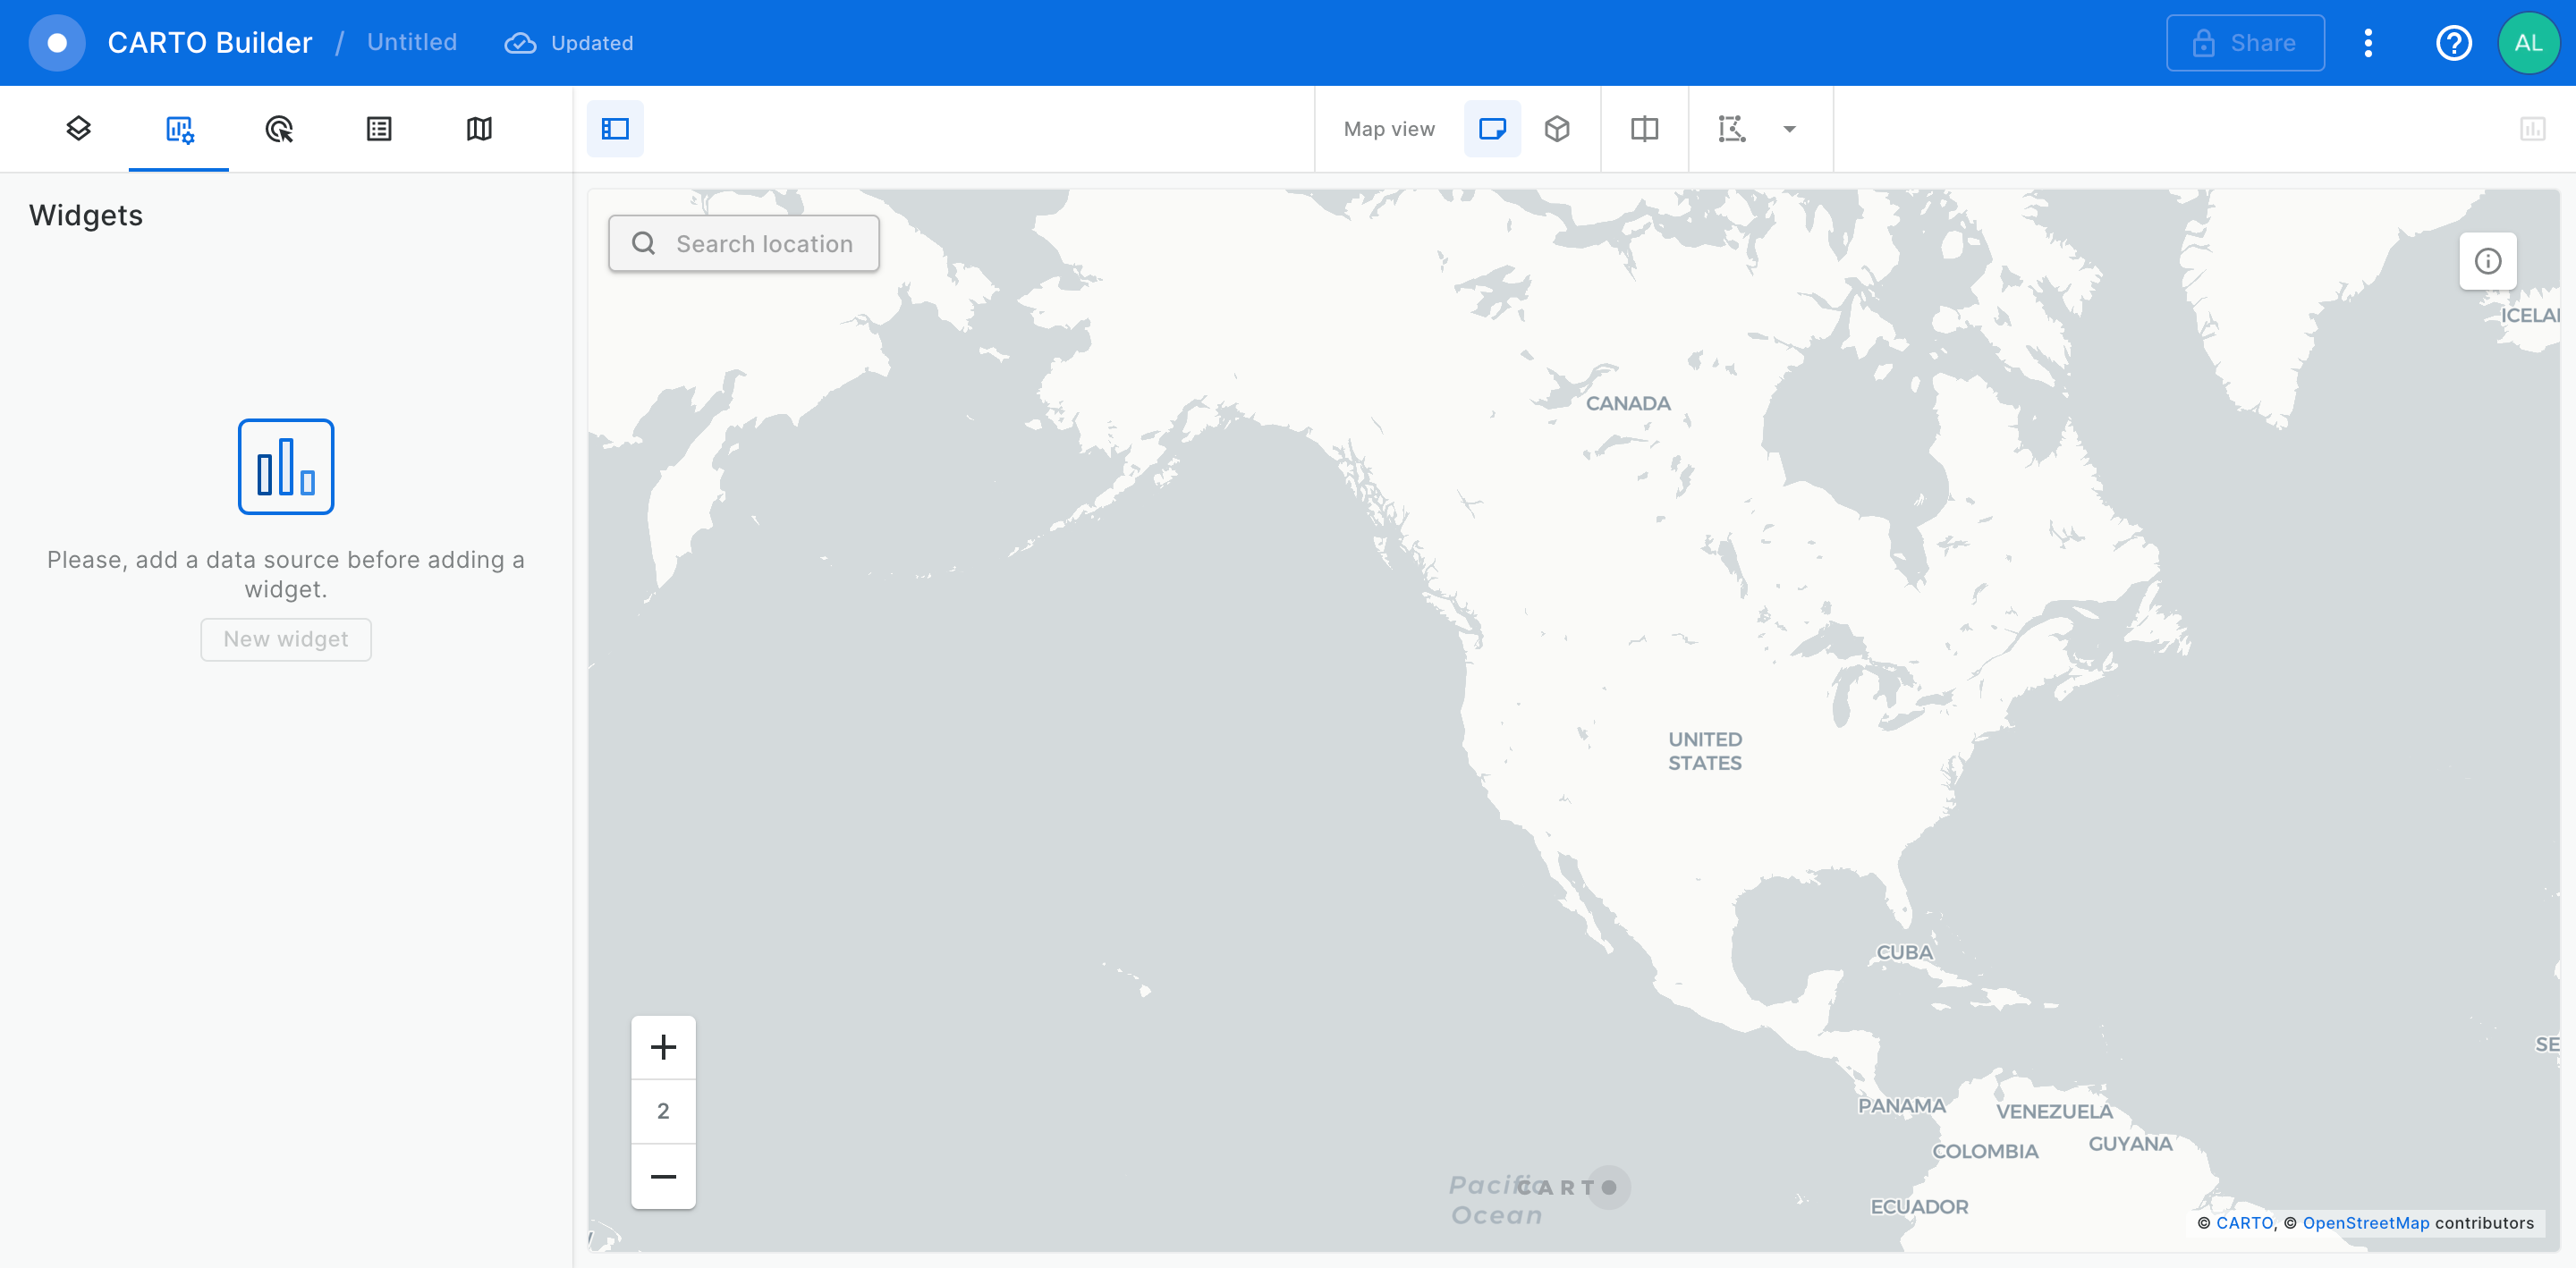 CARTO Builder / Untitled Updated Share AL
Map view
Widgets
Search location
ICELA
CANADA
Please, add a data source before adding a
widget.
New widget
UNITED
STATES
CUBA
SE
PANAMA
VENEZUELA
COLOMBIA
GUYANA
+
2
−
Pacific
Ocean
CARTO
ECUADOR
© CARTO, © OpenStreetMap contributors